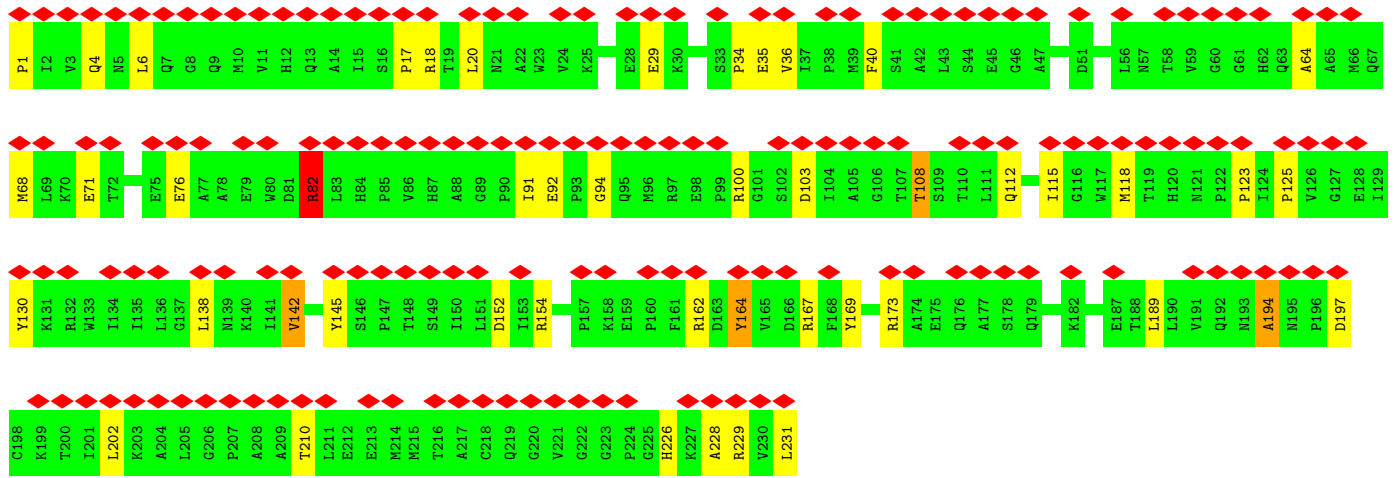 P1 I2 V3 Q4 N5 L6 Q7 G8 Q9 M10 V11 H12 Q13 A14 I15 S16 P17 R18 T19 L20 N21 A22 W23 V24 K25 E28 E29 K30 S33 P34 E35 V36 I37 P38 M39 F40 S41 A42 L43 S44 E45 G46 A47 D51 L56 N57 T58 V59 G60 G61 H62 Q63 A64 A65 M66 Q67
M68 L69 K70 E71 T72 E75 E76 A77 A78 E79 W80 D81 R82 L83 H84 P85 V86 H87 A88 G89 P90 I91 E92 P93 G94 Q95 M96 R97 E98 P99 R100 G101 S102 D103 I104 A105 G106 T107 T108 S109 T110 L111 Q112 I115 G116 W117 M118 T119 H120 N121 P122 P123 I124 P125 V126 G127 E128 I129
Y130 K131 R132 W133 I134 I135 L136 G137 L138 N139 K140 I141 V142 Y145 S146 P147 T148 S149 I150 L151 D152 I153 R154 P157 K158 E159 P160 F161 R162 D163 Y164 V165 D166 R167 F168 Y169 R173 A174 E175 Q176 A177 S178 Q179 K182 E187 T188 L189 L190 V191 Q192 N193 A194 N195 P196 D197
C198 K199 T200 I201 L202 K203 A204 L205 G206 P207 A208 A209 T210 L211 E212 E213 M214 M215 T216 A217 C218 Q219 G220 V221 G222 G223 P224 G225 H226 K227 A228 R229 V230 L231